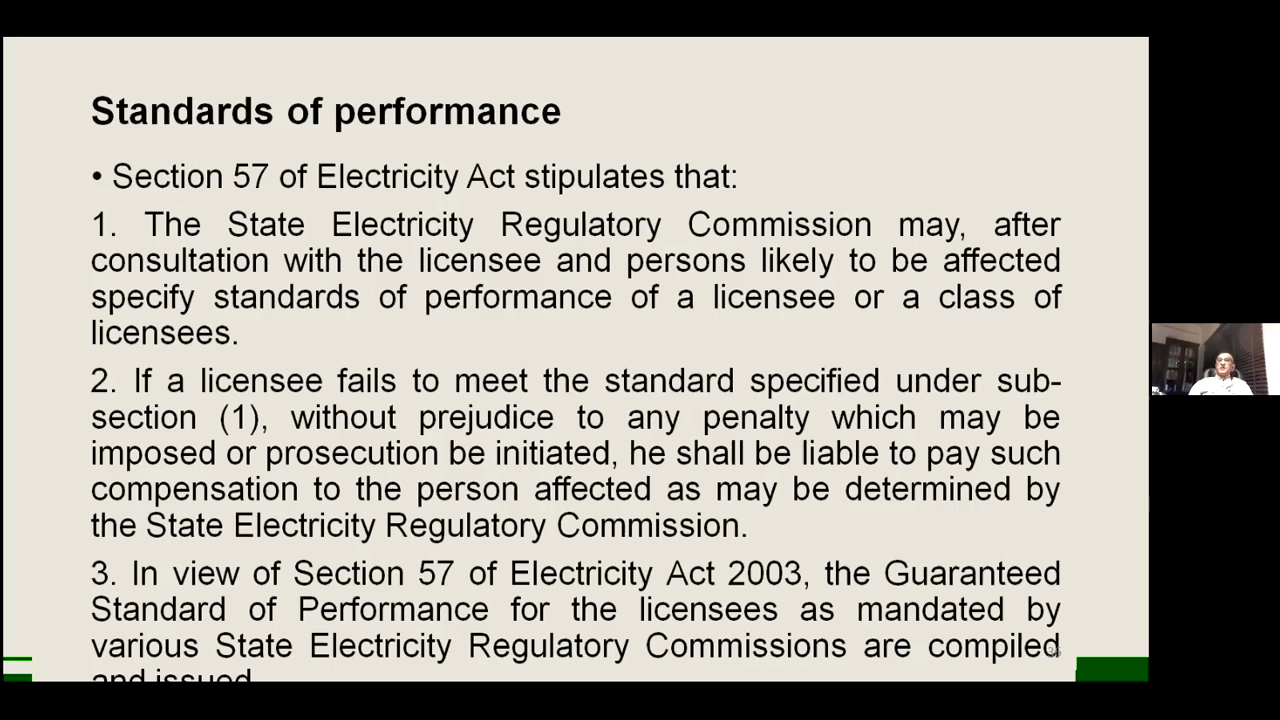 Standards of performance
• Section 57 of Electricity Act stipulates that:
1. The State Electricity Regulatory Commission may, after
consultation with the licensee and persons likely to be affected
specify standards of performance of a licensee or a class of
licensees.
2. If a licensee fails to meet the standard specified under sub-
section (1), without prejudice to any penalty which may be
imposed or prosecution be initiated, he shall be liable to pay such
compensation to the person affected as may be determined by
the State Electricity Regulatory Commission.
3. In view of Section 57 of Electricity Act 2003, the Guaranteed
Standard of Performance for the licensees as mandated by
various State Electricity Regulatory Commissions are compiled
and issued